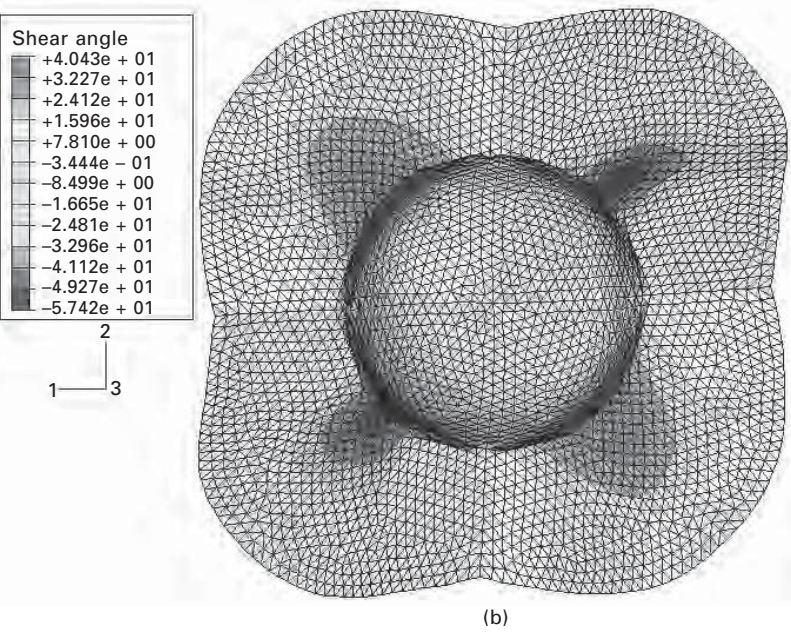 Shear angle
+4.043e + 01
+3.227e + 01
+2.412e + 01
+1.596e + 01
+7.810e + 00
−3.444e − 01
−8.499e + 00
−1.665e + 01
−2.481e + 01
−3.296e + 01
−4.112e + 01
−4.927e + 01
−5.742e + 01
2
1 3
(b)